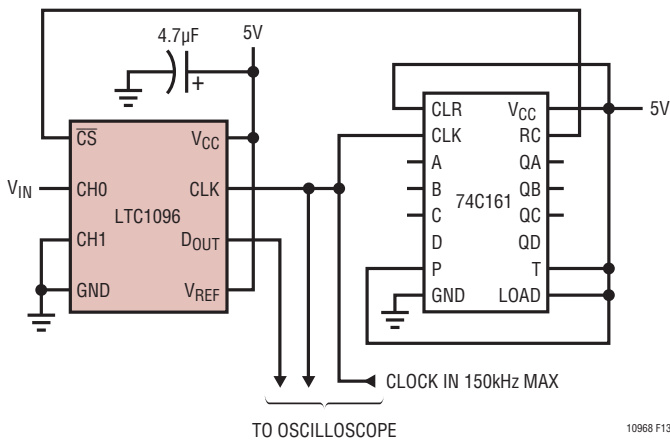 4.7µF
5V
+
CS
VCC
VIN
CH0
CLK
LTC1096
CH1
DOUT
GND
VREF
CLR
VCC
5V
CLK
RC
A
QA
B
QB
74C161
C
QC
D
QD
P
T
GND
LOAD
CLOCK IN 150kHz MAX
TO OSCILLOSCOPE
10968 F13